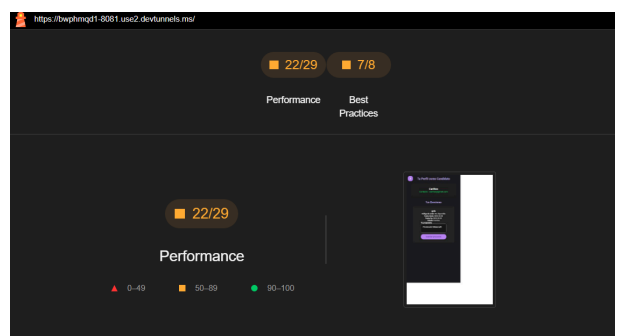 https://bwphmqd1-8081.use2.devtunnels.ms/
22/29
7/8
Performance
Best
Practices
22/29
Performance
0–49
50–89
90–100